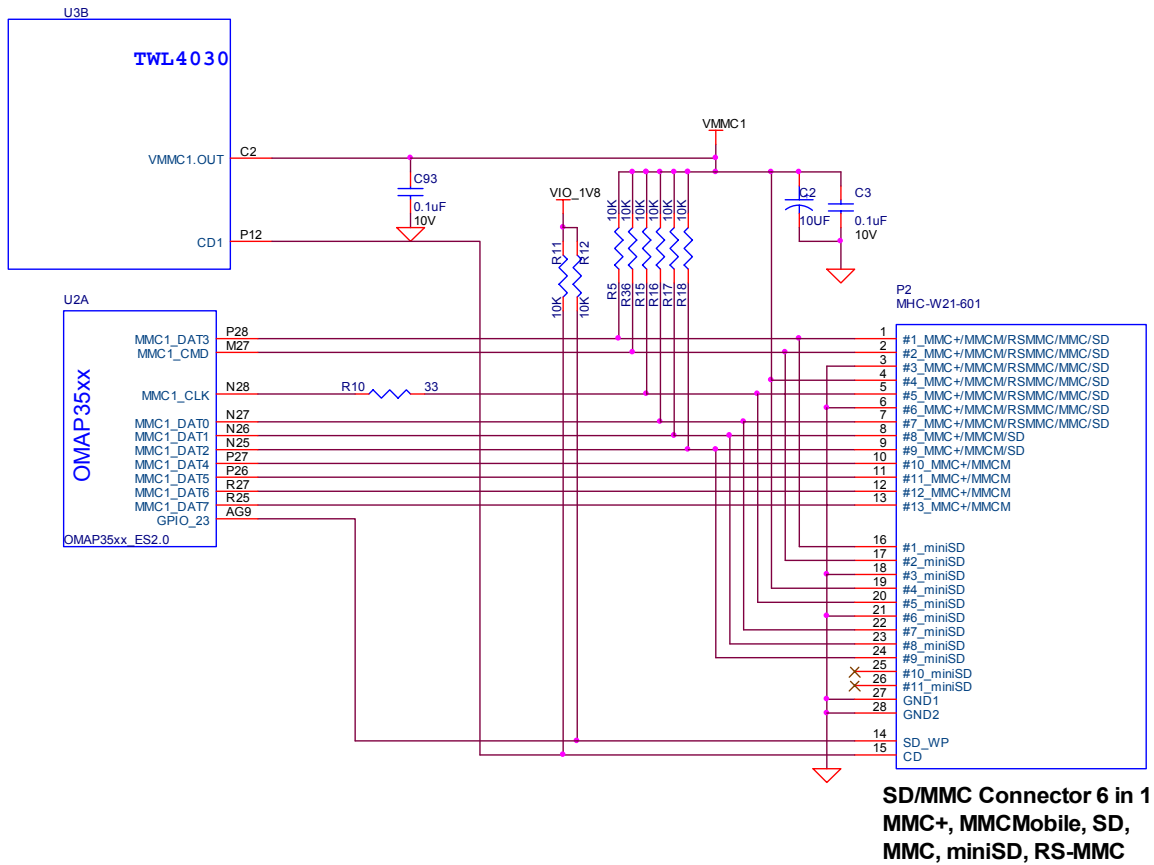 U3B
TWL4030
VMMC1.OUT
C2
CD1
P12
C93
0.1uF
10V
VMMC1
VIO_1V8
R11
10K
R12
10K
10K
10K
10K
10K
10K
10K
R5
R36
R15
R16
R17
R18
C2
10UF
C3
0.1uF
10V
U2A
OMAP35xx
OMAP35xx_ES2.0
MMC1_DAT3
P28
MMC1_CMD
M27
MMC1_CLK
N28
R10
33
MMC1_DAT0
N27
MMC1_DAT1
N26
MMC1_DAT2
N25
MMC1_DAT4
P27
MMC1_DAT5
P26
MMC1_DAT6
R27
MMC1_DAT7
R25
GPIO_23
AG9
P2
MHC-W21-601
1 #1_MMC+/MMCM/RSMMC/MMC/SD
2 #2_MMC+/MMCM/RSMMC/MMC/SD
3 #3_MMC+/MMCM/RSMMC/MMC/SD
4 #4_MMC+/MMCM/RSMMC/MMC/SD
5 #5_MMC+/MMCM/RSMMC/MMC/SD
6 #6_MMC+/MMCM/RSMMC/MMC/SD
7 #7_MMC+/MMCM/RSMMC/MMC/SD
8 #8_MMC+/MMCM/SD
9 #9_MMC+/MMCM/SD
10 #10_MMC+/MMCM
11 #11_MMC+/MMCM
12 #12_MMC+/MMCM
13 #13_MMC+/MMCM
16 #1_miniSD
17 #2_miniSD
18 #3_miniSD
19 #4_miniSD
20 #5_miniSD
21 #6_miniSD
22 #7_miniSD
23 #8_miniSD
24 #9_miniSD
25 #10_miniSD
26 #11_miniSD
27 GND1
28 GND2
14 SD_WP
15 CD
SD/MMC Connector 6 in 1
MMC+, MMCMobile, SD,
MMC, miniSD, RS-MMC